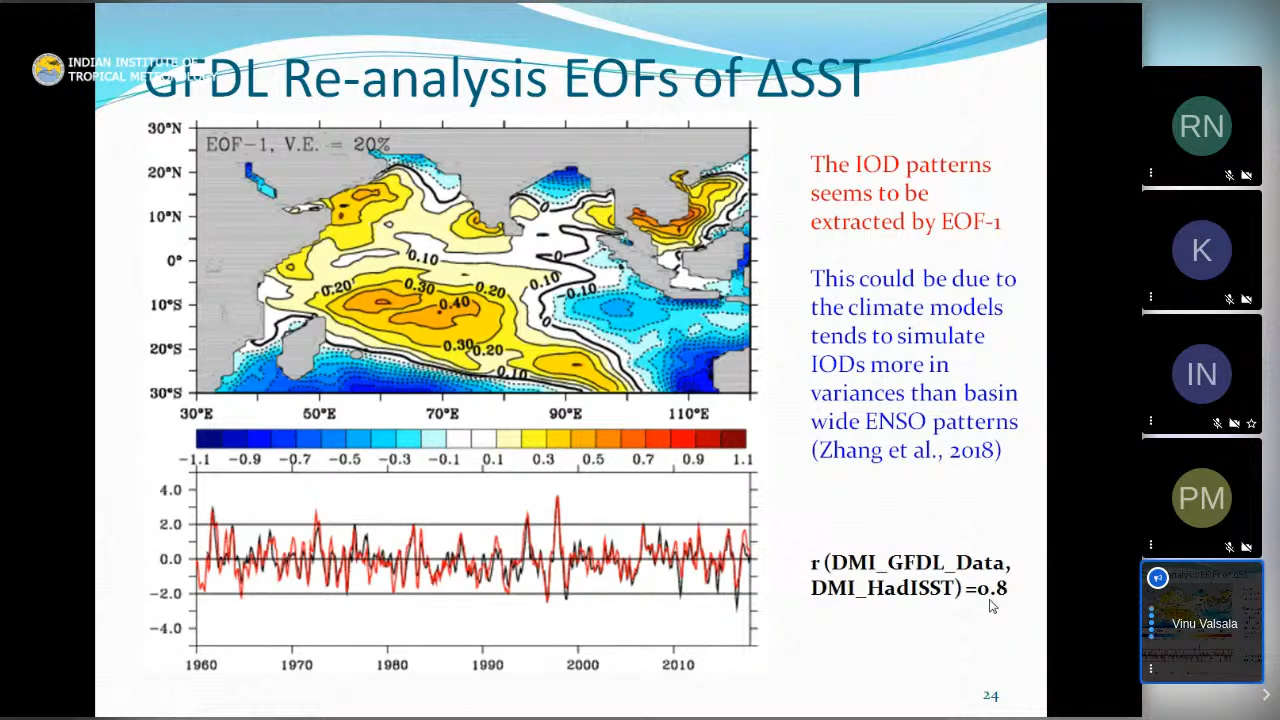 INDIAN INSTITUTE OF
TROPICAL METEOROLOGY
GFDL Re-analysis EOFs of ΔSST
EOF-1, V.E. = 20%
30°N
20°N
10°N
0°
10°S
20°S
30°S
0
0
0
0.10
0.10
0.10
0.20
0.30
0.20
0.40
0.30
0.20
0.10
30°E 50°E 70°E 90°E 110°E
-1.1 -0.9 -0.7 -0.5 -0.3 -0.1 0.1 0.3 0.5 0.7 0.9 1.1
4.0
2.0
0.0
-2.0
-4.0
1960 1970 1980 1990 2000 2010
The IOD patterns
seems to be
extracted by EOF-1
This could be due to
the climate models
tends to simulate
IODs more in
variances than basin
wide ENSO patterns
(Zhang et al., 2018)
r (DMI_GFDL_Data,
DMI_HadISST) =0.8
24
RN
K
IN
PM
Vinu Valsala